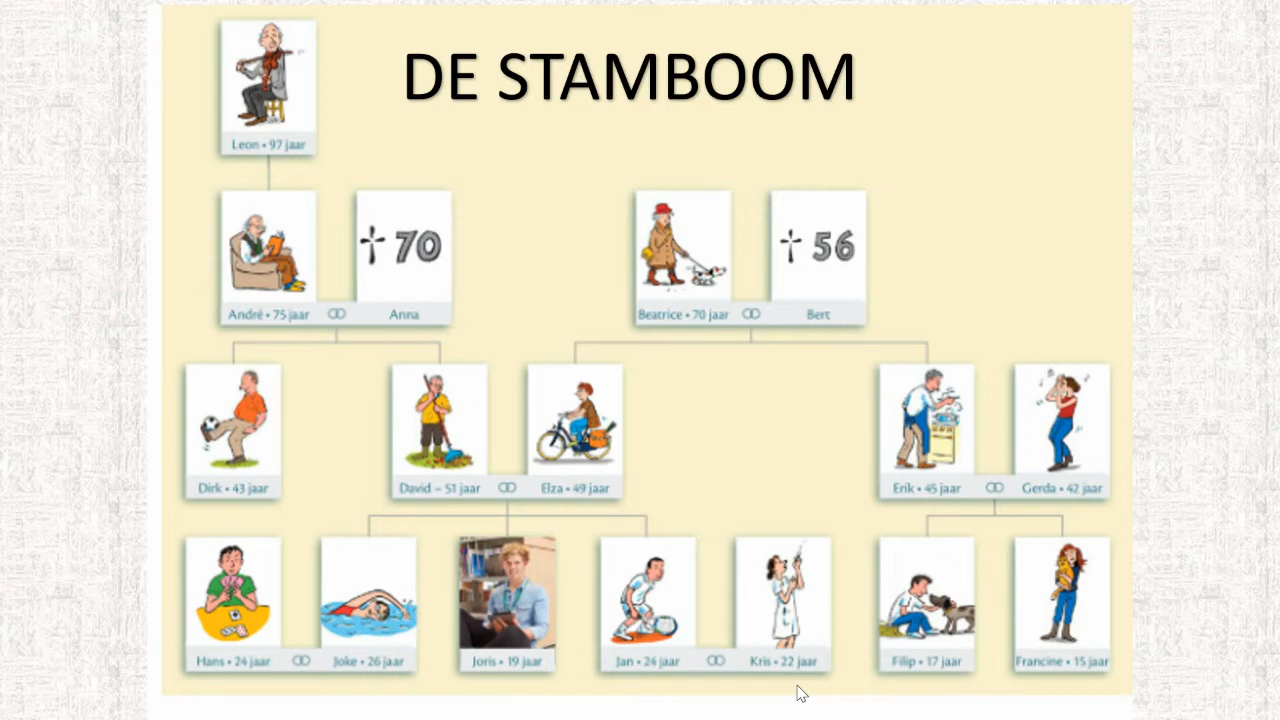 DE STAMBOOM
Leon • 97 jaar
† 70
† 56
André • 75 jaar
Anna
Beatrice • 70 jaar
Bert
Dirk • 43 jaar
David – 51 jaar
Elza • 49 jaar
Erik • 45 jaar
Gerda • 42 jaar
Hans • 24 jaar
Joke • 26 jaar
Joris • 19 jaar
Jan • 24 jaar
Kris • 22 jaar
Filip • 17 jaar
Francine • 15 jaar